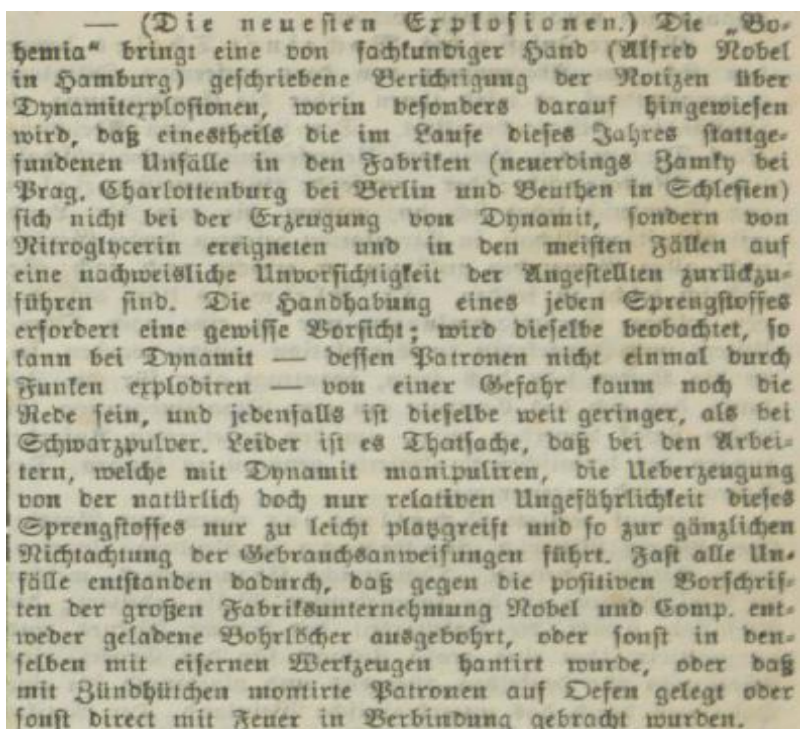 — (Die neuesten Explosionen.) Die „Bo-
hemia“ bringt eine von fachkundiger Hand (Alfred Nobel
in Hamburg) geschriebene Berichtigung der Notizen über
Dynamitexplosionen, worin besonders darauf hingewiesen
wird, daß einestheils die im Laufe dieses Jahres stattge-
fundenen Unfälle in den Fabriken (neuerdings Zamky bei
Prag, Charlottenburg bei Berlin und Beuthen in Schlesien)
sich nicht bei der Erzeugung von Dynamit, sondern von
Nitroglycerin ereigneten und in den meisten Fällen auf
eine nachweisliche Unvorsichtigkeit der Angestellten zurückzu-
führen sind. Die Handhabung eines jeden Sprengstoffes
erfordert eine gewisse Vorsicht; wird dieselbe beobachtet, so
kann bei Dynamit — dessen Patronen nicht einmal durch
Funken explodiren — von einer Gefahr kaum noch die
Rede sein, und jedenfalls ist dieselbe weit geringer, als bei
Schwarzpulver. Leider ist es Thatsache, daß bei den Arbei-
tern, welche mit Dynamit manipuliren, die Ueberzeugung
von der natürlich doch nur relativen Ungefährlichkeit dieses
Sprengstoffes nur zu leicht platzgreift und so zur gänzlichen
Nichtachtung der Gebrauchsanweisungen führt. Fast alle Un-
fälle entstanden dadurch, daß gegen die positiven Vorschrif-
ten der großen Fabriksunternehmung Nobel und Comp. ent-
weder geladene Bohrlöcher ausgebohrt, oder sonst in den-
selben mit eisernen Werkzeugen hantirt wurde, oder daß
mit Zündhütchen montirte Patronen auf Oefen gelegt oder
sonst direct mit Feuer in Verbindung gebracht wurden.